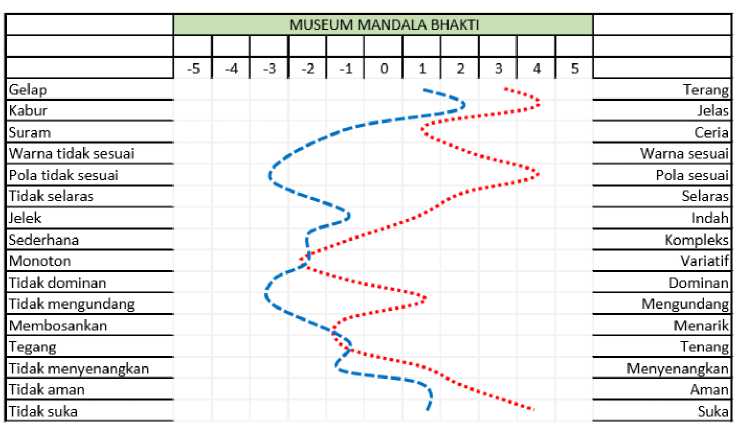 MUSEUM MANDALA BHAKTI
-5 -4 -3 -2 -1 0 1 2 3 4 5
Gelap Terang
Kabur Jelas
Suram Ceria
Warna tidak sesuai Warna sesuai
Pola tidak sesuai Pola sesuai
Tidak selaras Selaras
Jelek Indah
Sederhana Kompleks
Monoton Variatif
Tidak dominan Dominan
Tidak mengundang Mengundang
Membosankan Menarik
Tegang Tenang
Tidak menyenangkan Menyenangkan
Tidak aman Aman
Tidak suka Suka